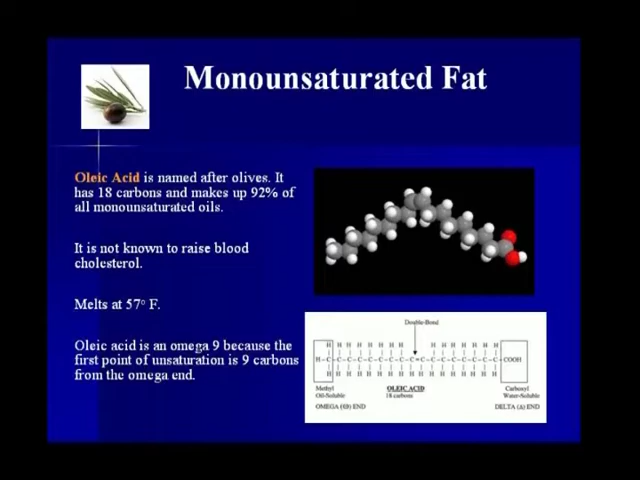 Monounsaturated Fat
Oleic Acid is named after olives. It
has 18 carbons and makes up 92% of
all monounsaturated oils.
It is not known to raise blood
cholesterol.
Melts at 57° F.
Oleic acid is an omega 9 because the
first point of unsaturation is 9 carbons
from the omega end.
Double-Bond
H H H H H H H H H H H H H H H
H-C-C-C-C-C-C-C-C-C=C-C-C-C-C-C-C-C-COOH
Methyl
Oil-Soluble
OMEGA (ω) END
OLEIC ACID
18 carbons
Carboxyl
Water-Soluble
DELTA (Δ) END